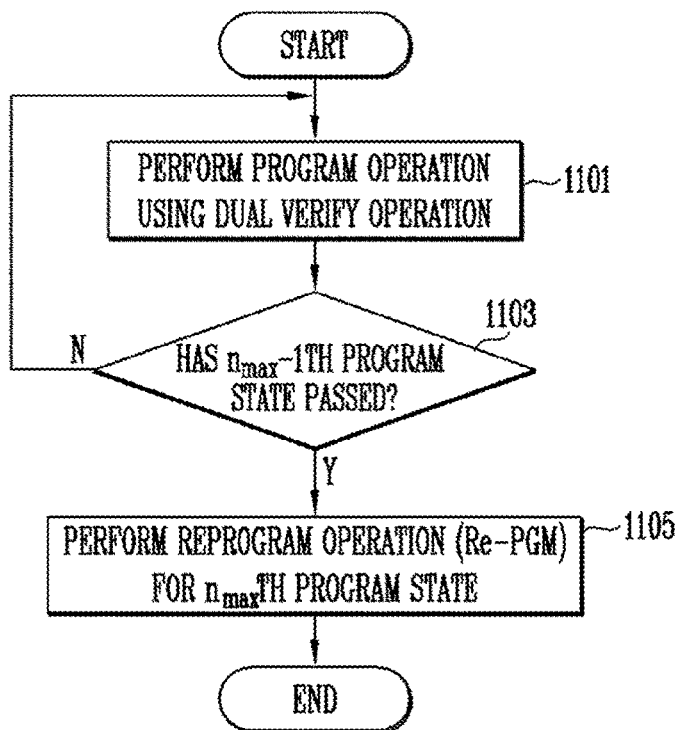 START
PERFORM PROGRAM OPERATION
USING DUAL VERIFY OPERATION
1101
1103
N
HAS nmax-1TH PROGRAM
STATE PASSED?
Y
PERFORM REPROGRAM OPERATION (Re-PGM)
FOR nmaxTH PROGRAM STATE
1105
END